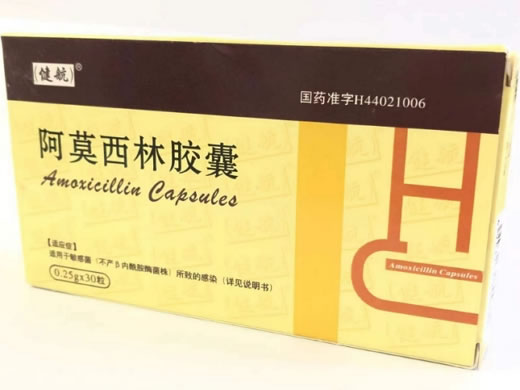 健航®
国药准字H44021006
阿莫西林胶囊
Amoxicillin Capsules
【适应症】
适用于敏感菌(不产β内酰胺酶菌株)所致的感染(详见说明书)
0.25g×30粒
H
Amoxicillin Capsules